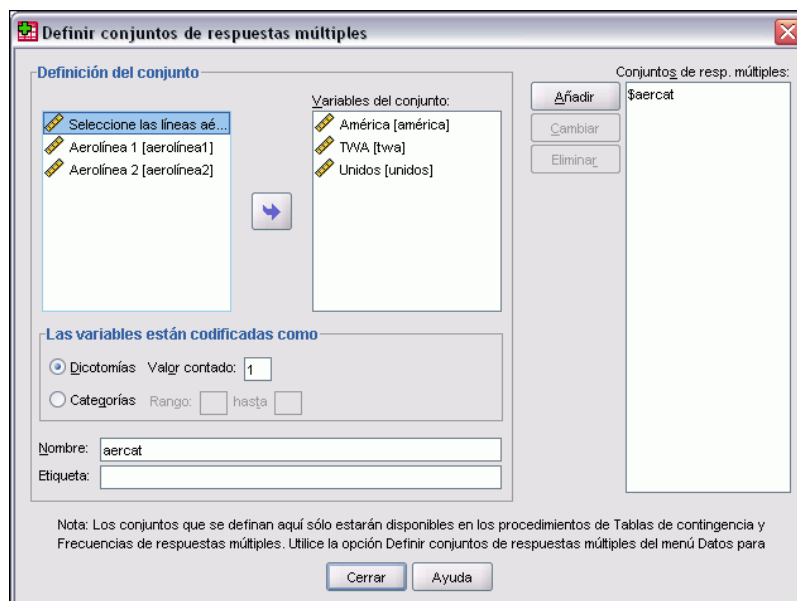 Definir conjuntos de respuestas múltiples
Definición del conjunto
Seleccione las líneas aé...
Aerolínea 1 [aerolínea1]
Aerolínea 2 [aerolínea2]
Variables del conjunto:
América [américa]
TWA [twa]
Unidos [unidos]
Las variables están codificadas como
Dicotomías Valor contado: 1
Categorías Rango: hasta
Nombre: aercat
Etiqueta:
Añadir
Cambiar
Eliminar
Conjuntos de resp. múltiples:
$aercat
Nota: Los conjuntos que se definan aquí sólo estarán disponibles en los procedimientos de Tablas de contingencia y
Frecuencias de respuestas múltiples. Utilice la opción Definir conjuntos de respuestas múltiples del menú Datos para
Cerrar Ayuda